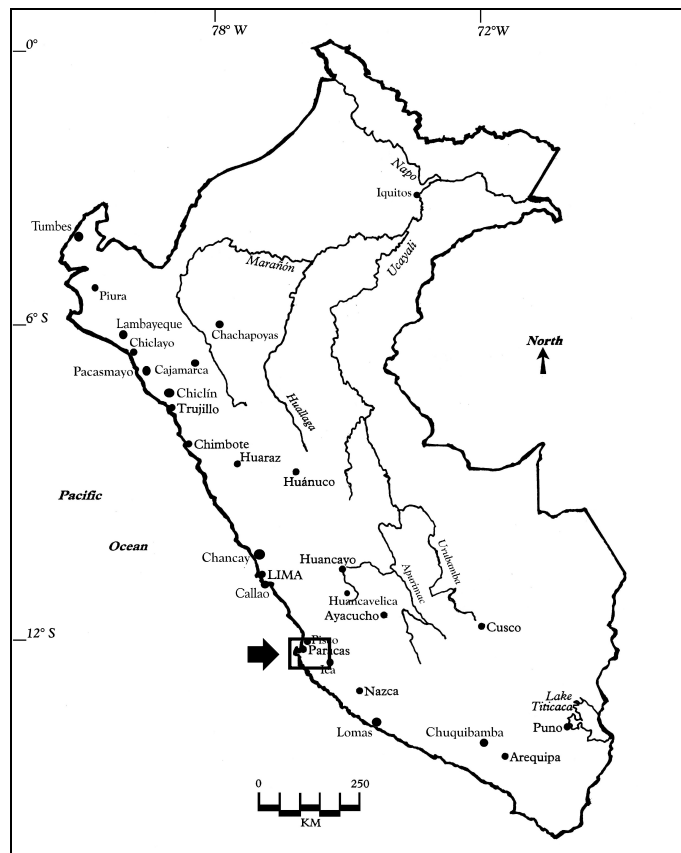 78° W
72° W
0°
Napo
Iquitos
Tumbes
Marañón
Ucayali
Piura
6° S
Lambayeque
Chachapoyas
Chiclayo
North
Pacasmayo
Cajamarca
Chiclín
Trujillo
Huallaga
Chimbote
Huaraz
Huánuco
Pacific
Ocean
Chancay
LIMA
Callao
Huancayo
Urubamba
Apurimac
Huancavelica
Ayacucho
Cusco
12° S
Pisco
Paracas
Ica
Nazca
Lake
Titicaca
Lomas
Chuquibamba
Puno
Arequipa
0
250
KM